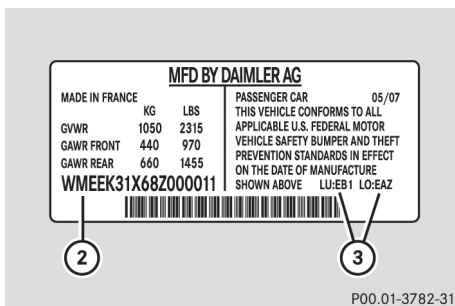 MFD BY DAIMLER AG
MADE IN FRANCE
KG LBS
GVWR 1050 2315
GAWR FRONT 440 970
GAWR REAR 660 1455
WMEEK31X68Z000011
PASSENGER CAR 05/07
THIS VEHICLE CONFORMS TO ALL
APPLICABLE U.S. FEDERAL MOTOR
VEHICLE SAFETY BUMPER AND THEFT
PREVENTION STANDARDS IN EFFECT
ON THE DATE OF MANUFACTURE
SHOWN ABOVE LU:EB1 LO:EAZ
2
3
P00.01-3782-31